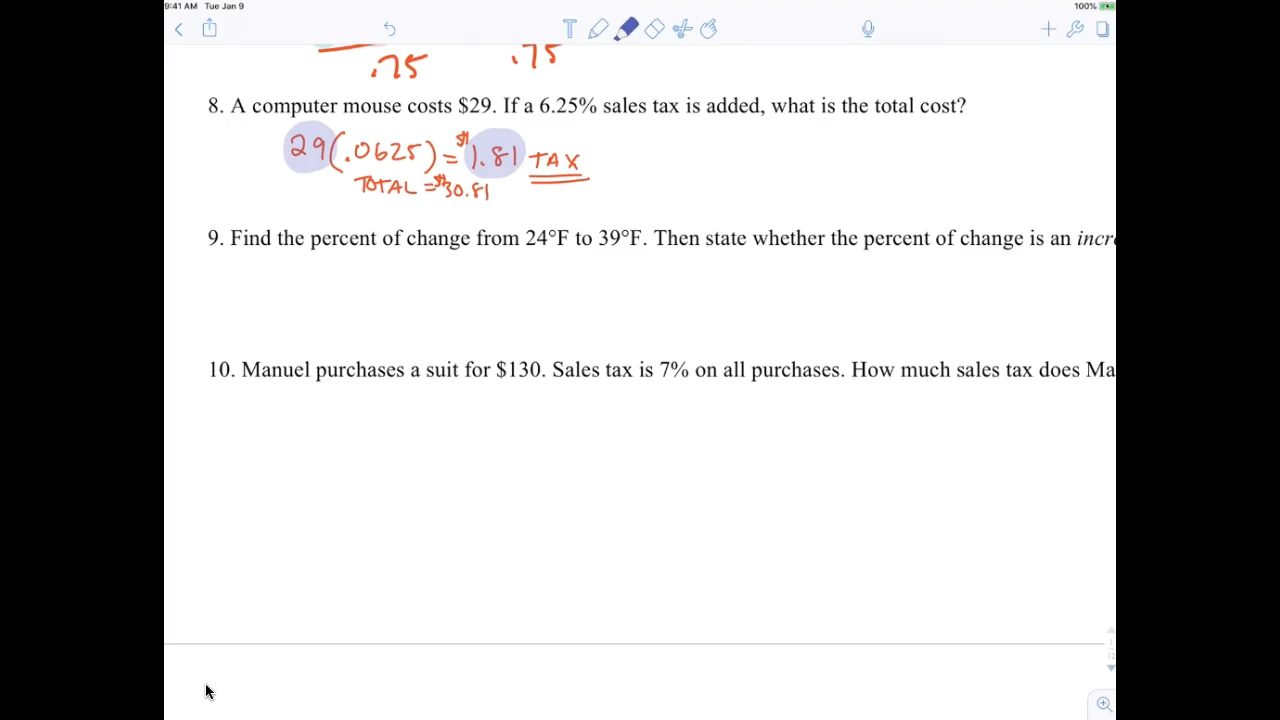 9:41 AM Tue Jan 9
100%
.75 .75
8. A computer mouse costs $29. If a 6.25% sales tax is added, what is the total cost?
29(.0625) = $1.81 TAX
TOTAL = $30.81
9. Find the percent of change from 24°F to 39°F. Then state whether the percent of change is an incr
10. Manuel purchases a suit for $130. Sales tax is 7% on all purchases. How much sales tax does Ma